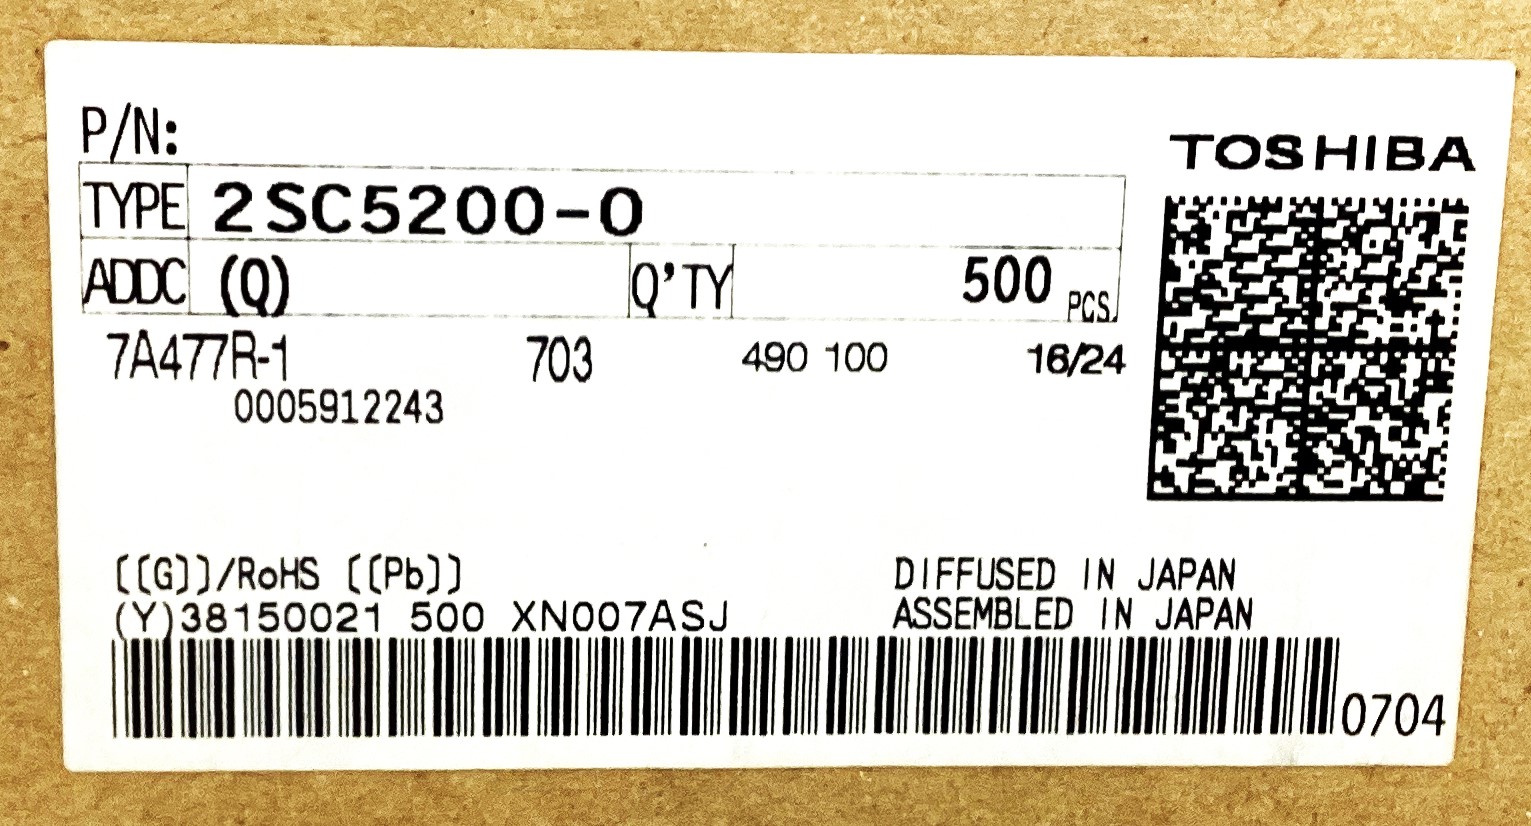 P/N:
TOSHIBA
TYPE 2SC5200-O
ADDC (Q) Q'TY 500 PCS.
7A477R-1 703 490 100 16/24
0005912243
[[G]]/RoHS [[Pb]] DIFFUSED IN JAPAN
(Y)38150021 500 XN007ASJ ASSEMBLED IN JAPAN
0704